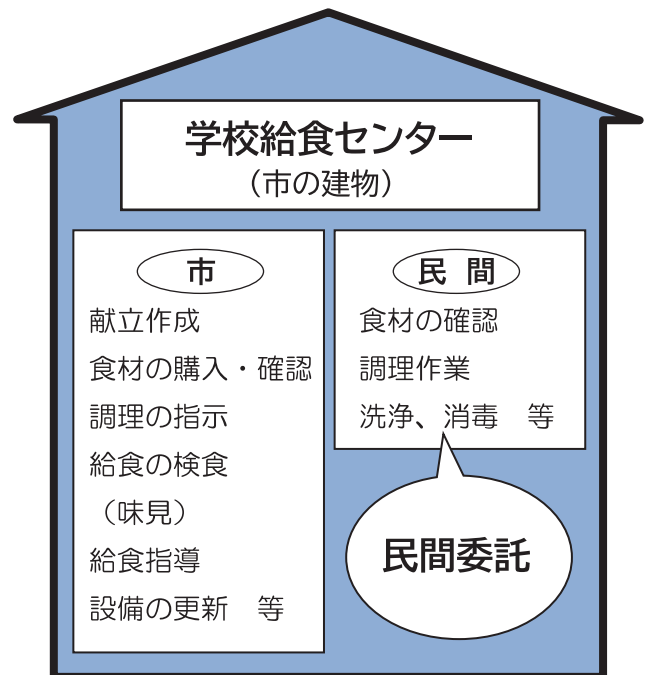 学校給食センター
（市の建物）
市
献立作成
食材の購入・確認
調理の指示
給食の検食
（味見）
給食指導
設備の更新　等
民 間
食材の確認
調理作業
洗浄、消毒　等
民間委託